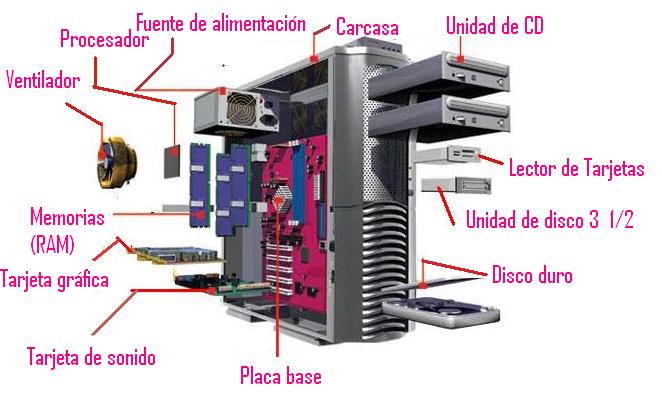 Fuente de alimentación
Carcasa
Unidad de CD
Procesador
Ventilador
Lector de Tarjetas
Memorias
(RAM)
Unidad de disco 3 1/2
Tarjeta gráfica
Disco duro
Tarjeta de sonido
Placa base